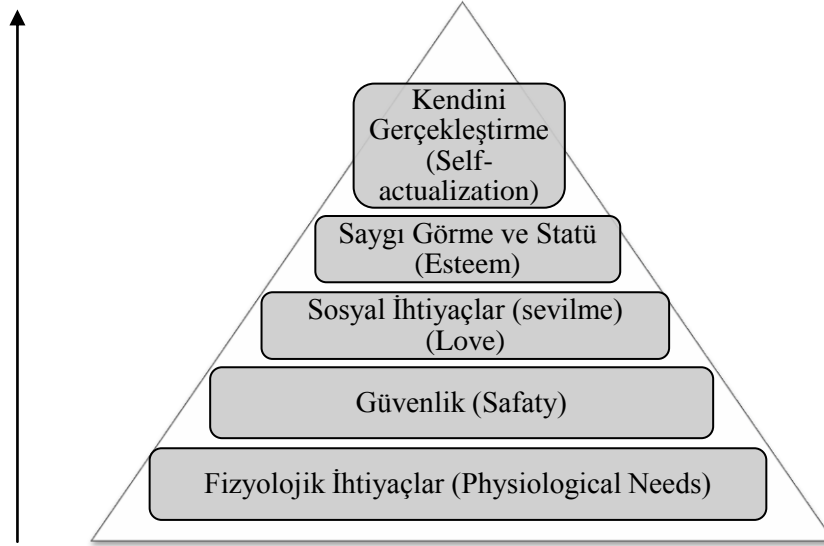 Kendini
Gerçekleştirme
(Self-
actualization)
Saygı Görme ve Statü
(Esteem)
Sosyal İhtiyaçlar (sevilme)
(Love)
Güvenlik (Safaty)
Fizyolojik İhtiyaçlar (Physiological Needs)